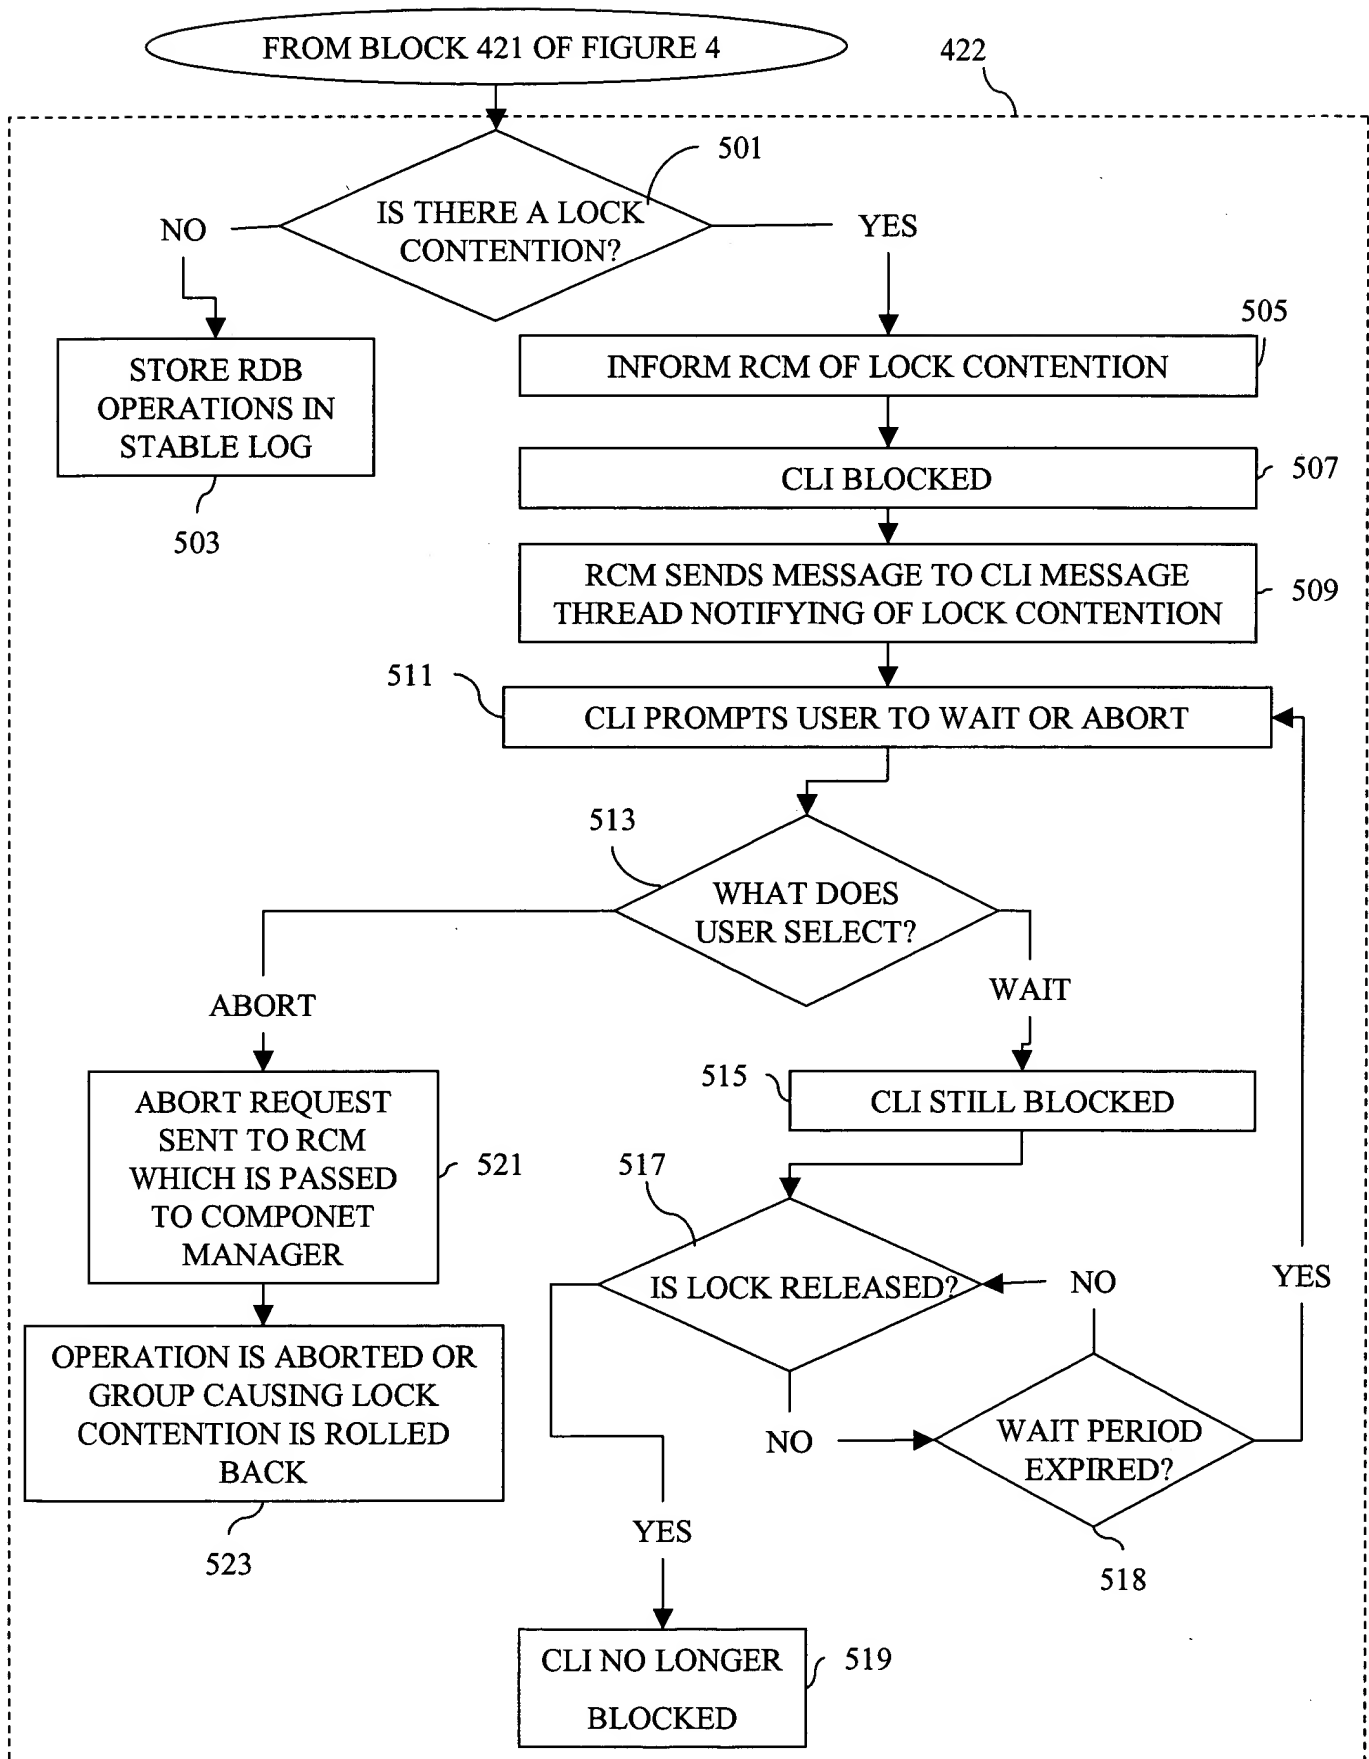 FROM BLOCK 421 OF FIGURE 4
422
501
IS THERE A LOCK
CONTENTION?
NO
YES
STORE RDB
OPERATIONS IN
STABLE LOG
503
505
INFORM RCM OF LOCK CONTENTION
CLI BLOCKED
507
RCM SENDS MESSAGE TO CLI MESSAGE
THREAD NOTIFYING OF LOCK CONTENTION
509
511
CLI PROMPTS USER TO WAIT OR ABORT
513
WHAT DOES
USER SELECT?
ABORT
WAIT
ABORT REQUEST
SENT TO RCM
WHICH IS PASSED
TO COMPONET
MANAGER
521
515
CLI STILL BLOCKED
517
IS LOCK RELEASED?
NO
YES
OPERATION IS ABORTED OR
GROUP CAUSING LOCK
CONTENTION IS ROLLED
BACK
523
NO
WAIT PERIOD
EXPIRED?
518
YES
CLI NO LONGER
BLOCKED
519